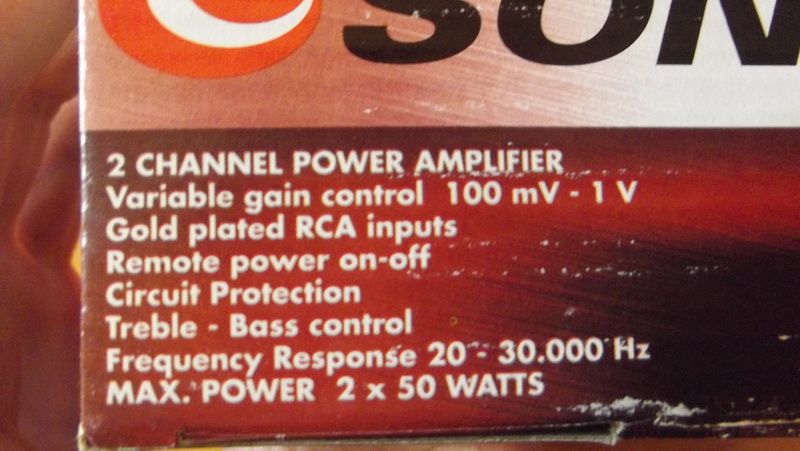 SON
2 CHANNEL POWER AMPLIFIER
Variable gain control 100 mV - 1 V
Gold plated RCA inputs
Remote power on-off
Circuit Protection
Treble - Bass control
Frequency Response 20 - 30.000 Hz
MAX. POWER 2 x 50 WATTS